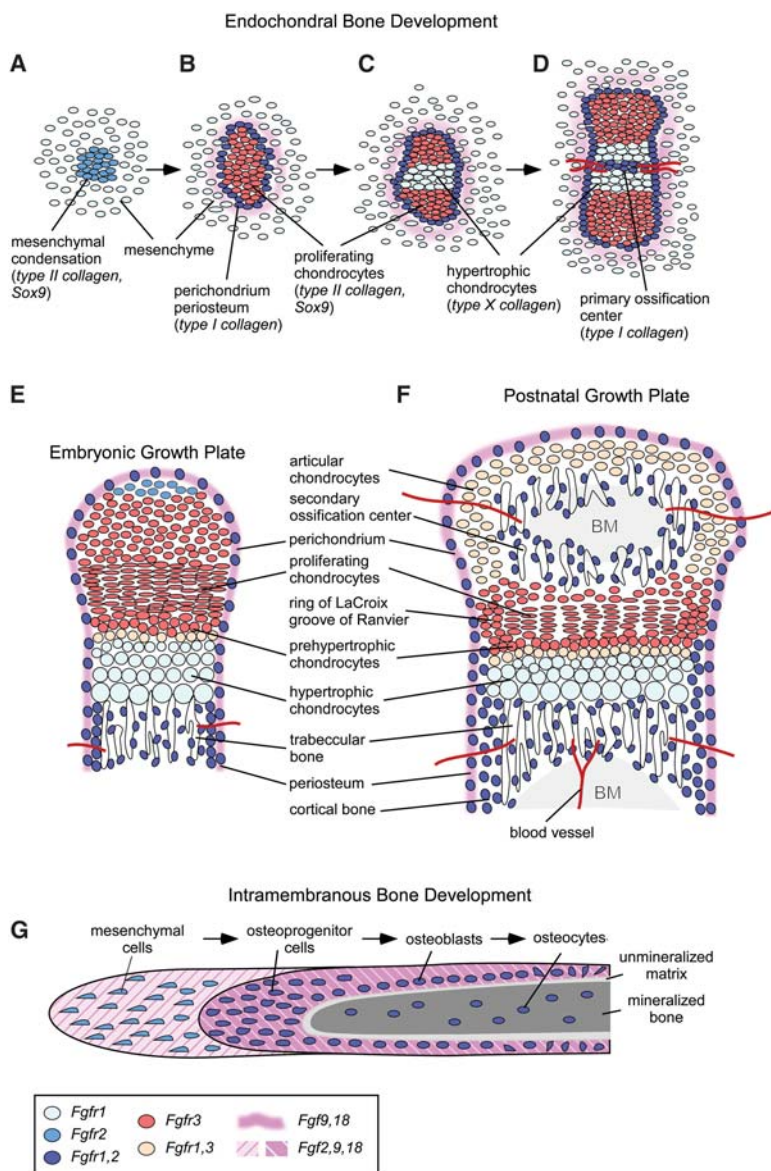 Endochondral Bone Development
A
B
C
D
mesenchymal
condensation
(type II collagen,
Sox9)
mesenchyme
perichondrium
periosteum
(type I collagen)
proliferating
chondrocytes
(type II collagen,
Sox9)
hypertrophic
chondrocytes
(type X collagen)
primary ossification
center
(type I collagen)
E
Embryonic Growth Plate
F
Postnatal Growth Plate
articular
chondrocytes
secondary
ossification center
perichondrium
proliferating
chondrocytes
ring of LaCroix
groove of Ranvier
prehypertrophic
chondrocytes
hypertrophic
chondrocytes
trabeccular
bone
periosteum
cortical bone
BM
BM
blood vessel
Intramembranous Bone Development
G
mesenchymal
cells
osteoprogenitor
cells
osteoblasts
osteocytes
unmineralized
matrix
mineralized
bone
Fgfr1
Fgfr2
Fgfr1,2
Fgfr3
Fgfr1,3
Fgf9,18
Fgf2,9,18